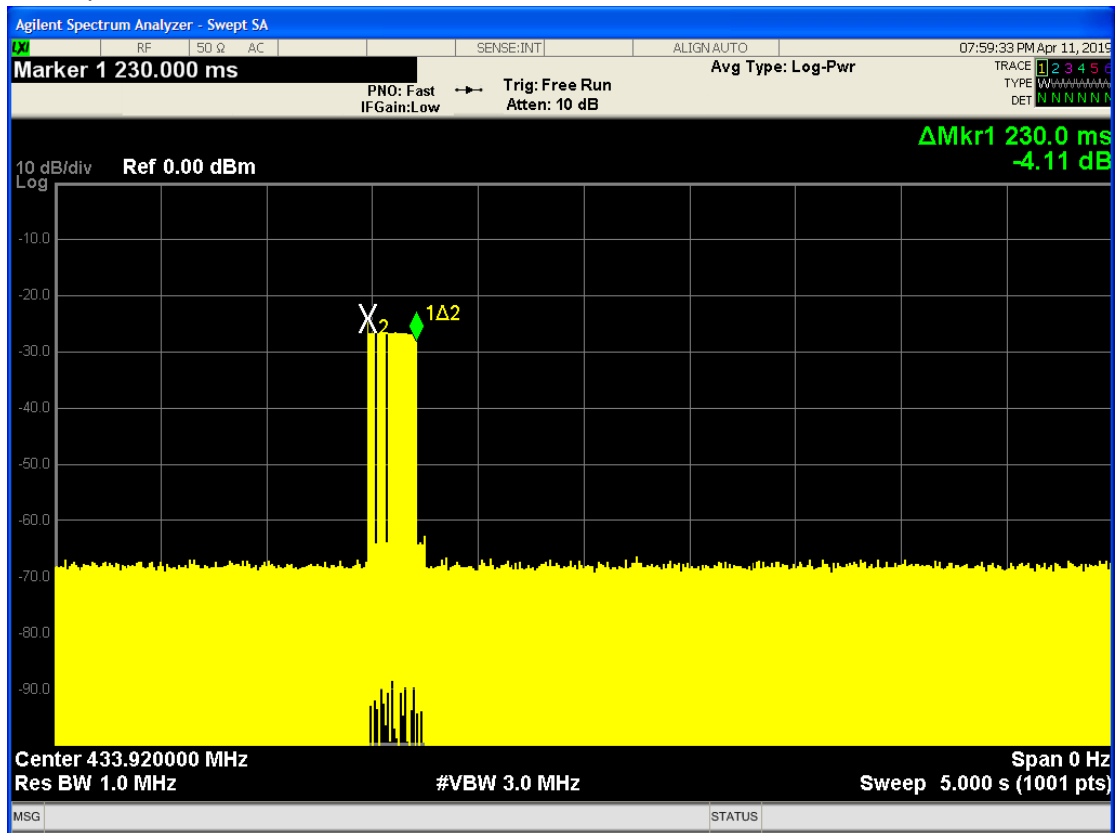 Agilent Spectrum Analyzer - Swept SA
LXI RF 50 Ω AC SENSE:INT ALIGN AUTO 07:59:33 PM Apr 11, 2019
Marker 1 230.000 ms Avg Type: Log-Pwr TRACE 1 2 3 4 5 6
PNO: Fast Trig: Free Run TYPE
IFGain:Low Atten: 10 dB DET N N N N N N
ΔMkr1 230.0 ms
10 dB/div Ref 0.00 dBm -4.11 dB
Log
-10.0
-20.0
X2 1Δ2
-30.0
-40.0
-50.0
-60.0
-70.0
-80.0
-90.0
Center 433.920000 MHz Span 0 Hz
Res BW 1.0 MHz #VBW 3.0 MHz Sweep 5.000 s (1001 pts)
MSG STATUS